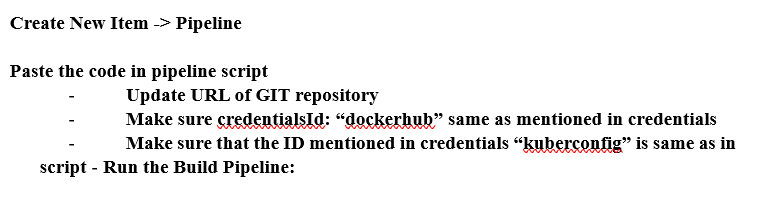 Create New Item -> Pipeline
Paste the code in pipeline script
- Update URL of GIT repository
- Make sure credentialsId: “dockerhub” same as mentioned in credentials
- Make sure that the ID mentioned in credentials “kuberconfig” is same as in
script - Run the Build Pipeline: